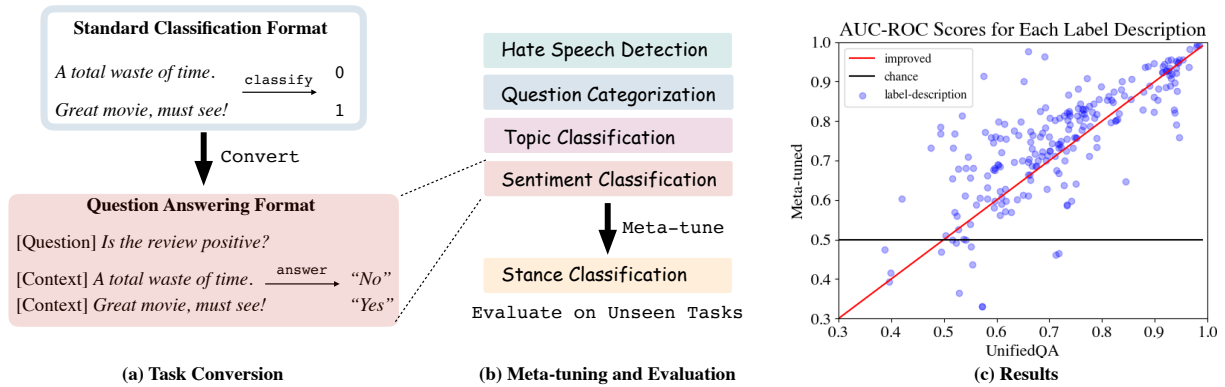 Standard Classification Format
A total waste of time. classify 0
Great movie, must see! 1
Convert
Question Answering Format
[Question] Is the review positive?
[Context] A total waste of time. answer “No”
[Context] Great movie, must see! “Yes”
(a) Task Conversion
Hate Speech Detection
Question Categorization
Topic Classification
Sentiment Classification
Meta-tune
Stance Classification
Evaluate on Unseen Tasks
(b) Meta-tuning and Evaluation
AUC-ROC Scores for Each Label Description
improved
chance
label-description
Meta-tuned
1.0
0.9
0.8
0.7
0.6
0.5
0.4
0.3
0.3 0.4 0.5 0.6 0.7 0.8 0.9 1.0
UnifiedQA
(c) Results